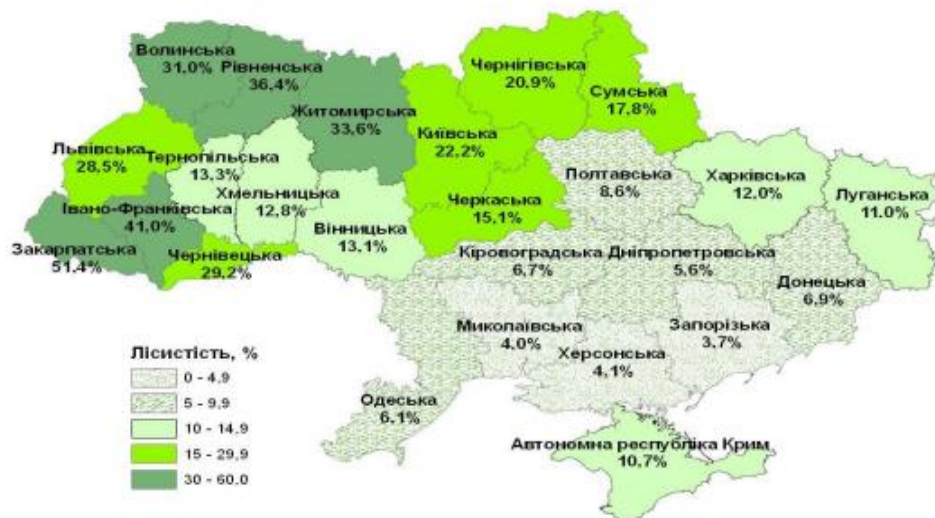 Волинська
31,0%
Рівненська
36,4%
Житомирська
33,6%
Чернігівська
20,9%
Сумська
17,8%
Київська
22,2%
Львівська
28,5%
Тернопільська
13.3%
Хмельницька
12,8%
Полтавська
8,6%
Харківська
12.0%
Луганська
11.0%
Черкаська
15,1%
Івано-Франківська
41,0%
Вінницька
13.1%
Закарпатська
51,4%
Чернівецька
29,2%
Кіровоградська
6,7%
Дніпропетровська
5,6%
Донецька
6,9%
Миколаївська
4.0%
Херсонська
4,1%
Запорізька
3,7%
Одеська
6,1%
Автономна республіка Крим
10,7%
Лісистість, %
0 - 4,9
5 - 9,9
10 - 14,9
15 - 29,9
30 - 60.0